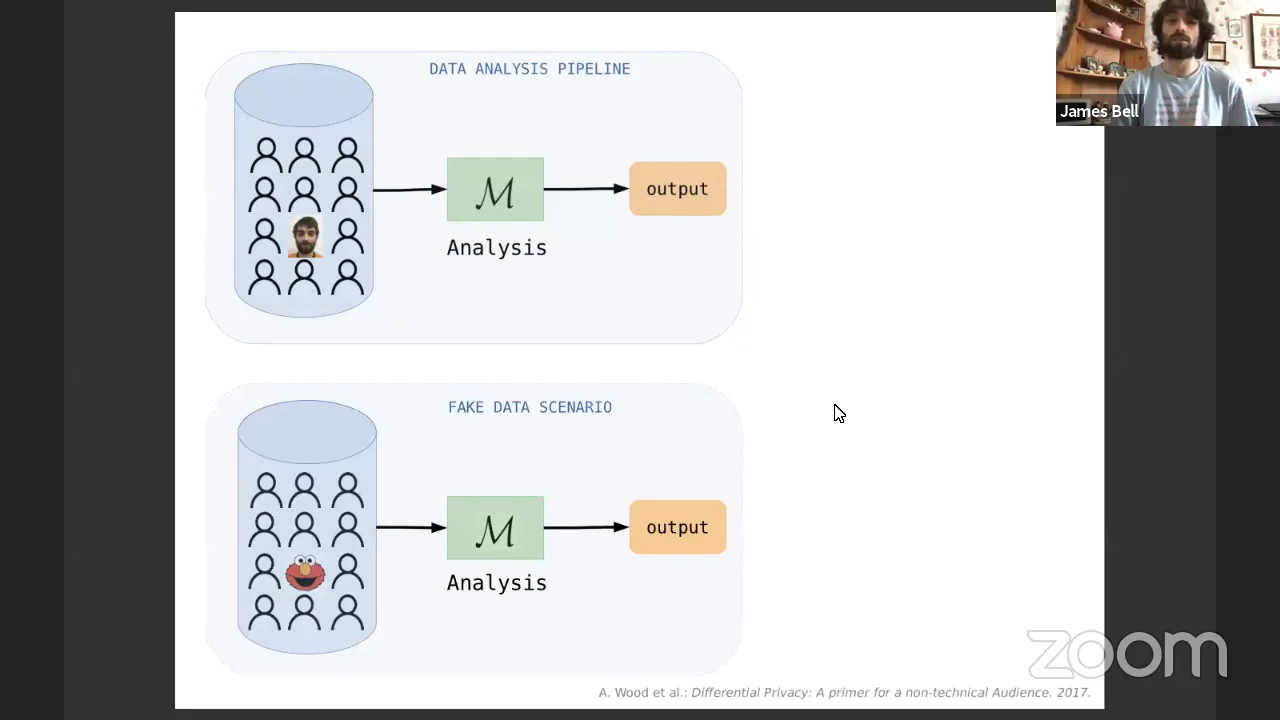 DATA ANALYSIS PIPELINE
James Bell
ℳ
output
Analysis
FAKE DATA SCENARIO
ℳ
output
Analysis
zoom
A. Wood et al.: Differential Privacy: A primer for a non-technical Audience. 2017.